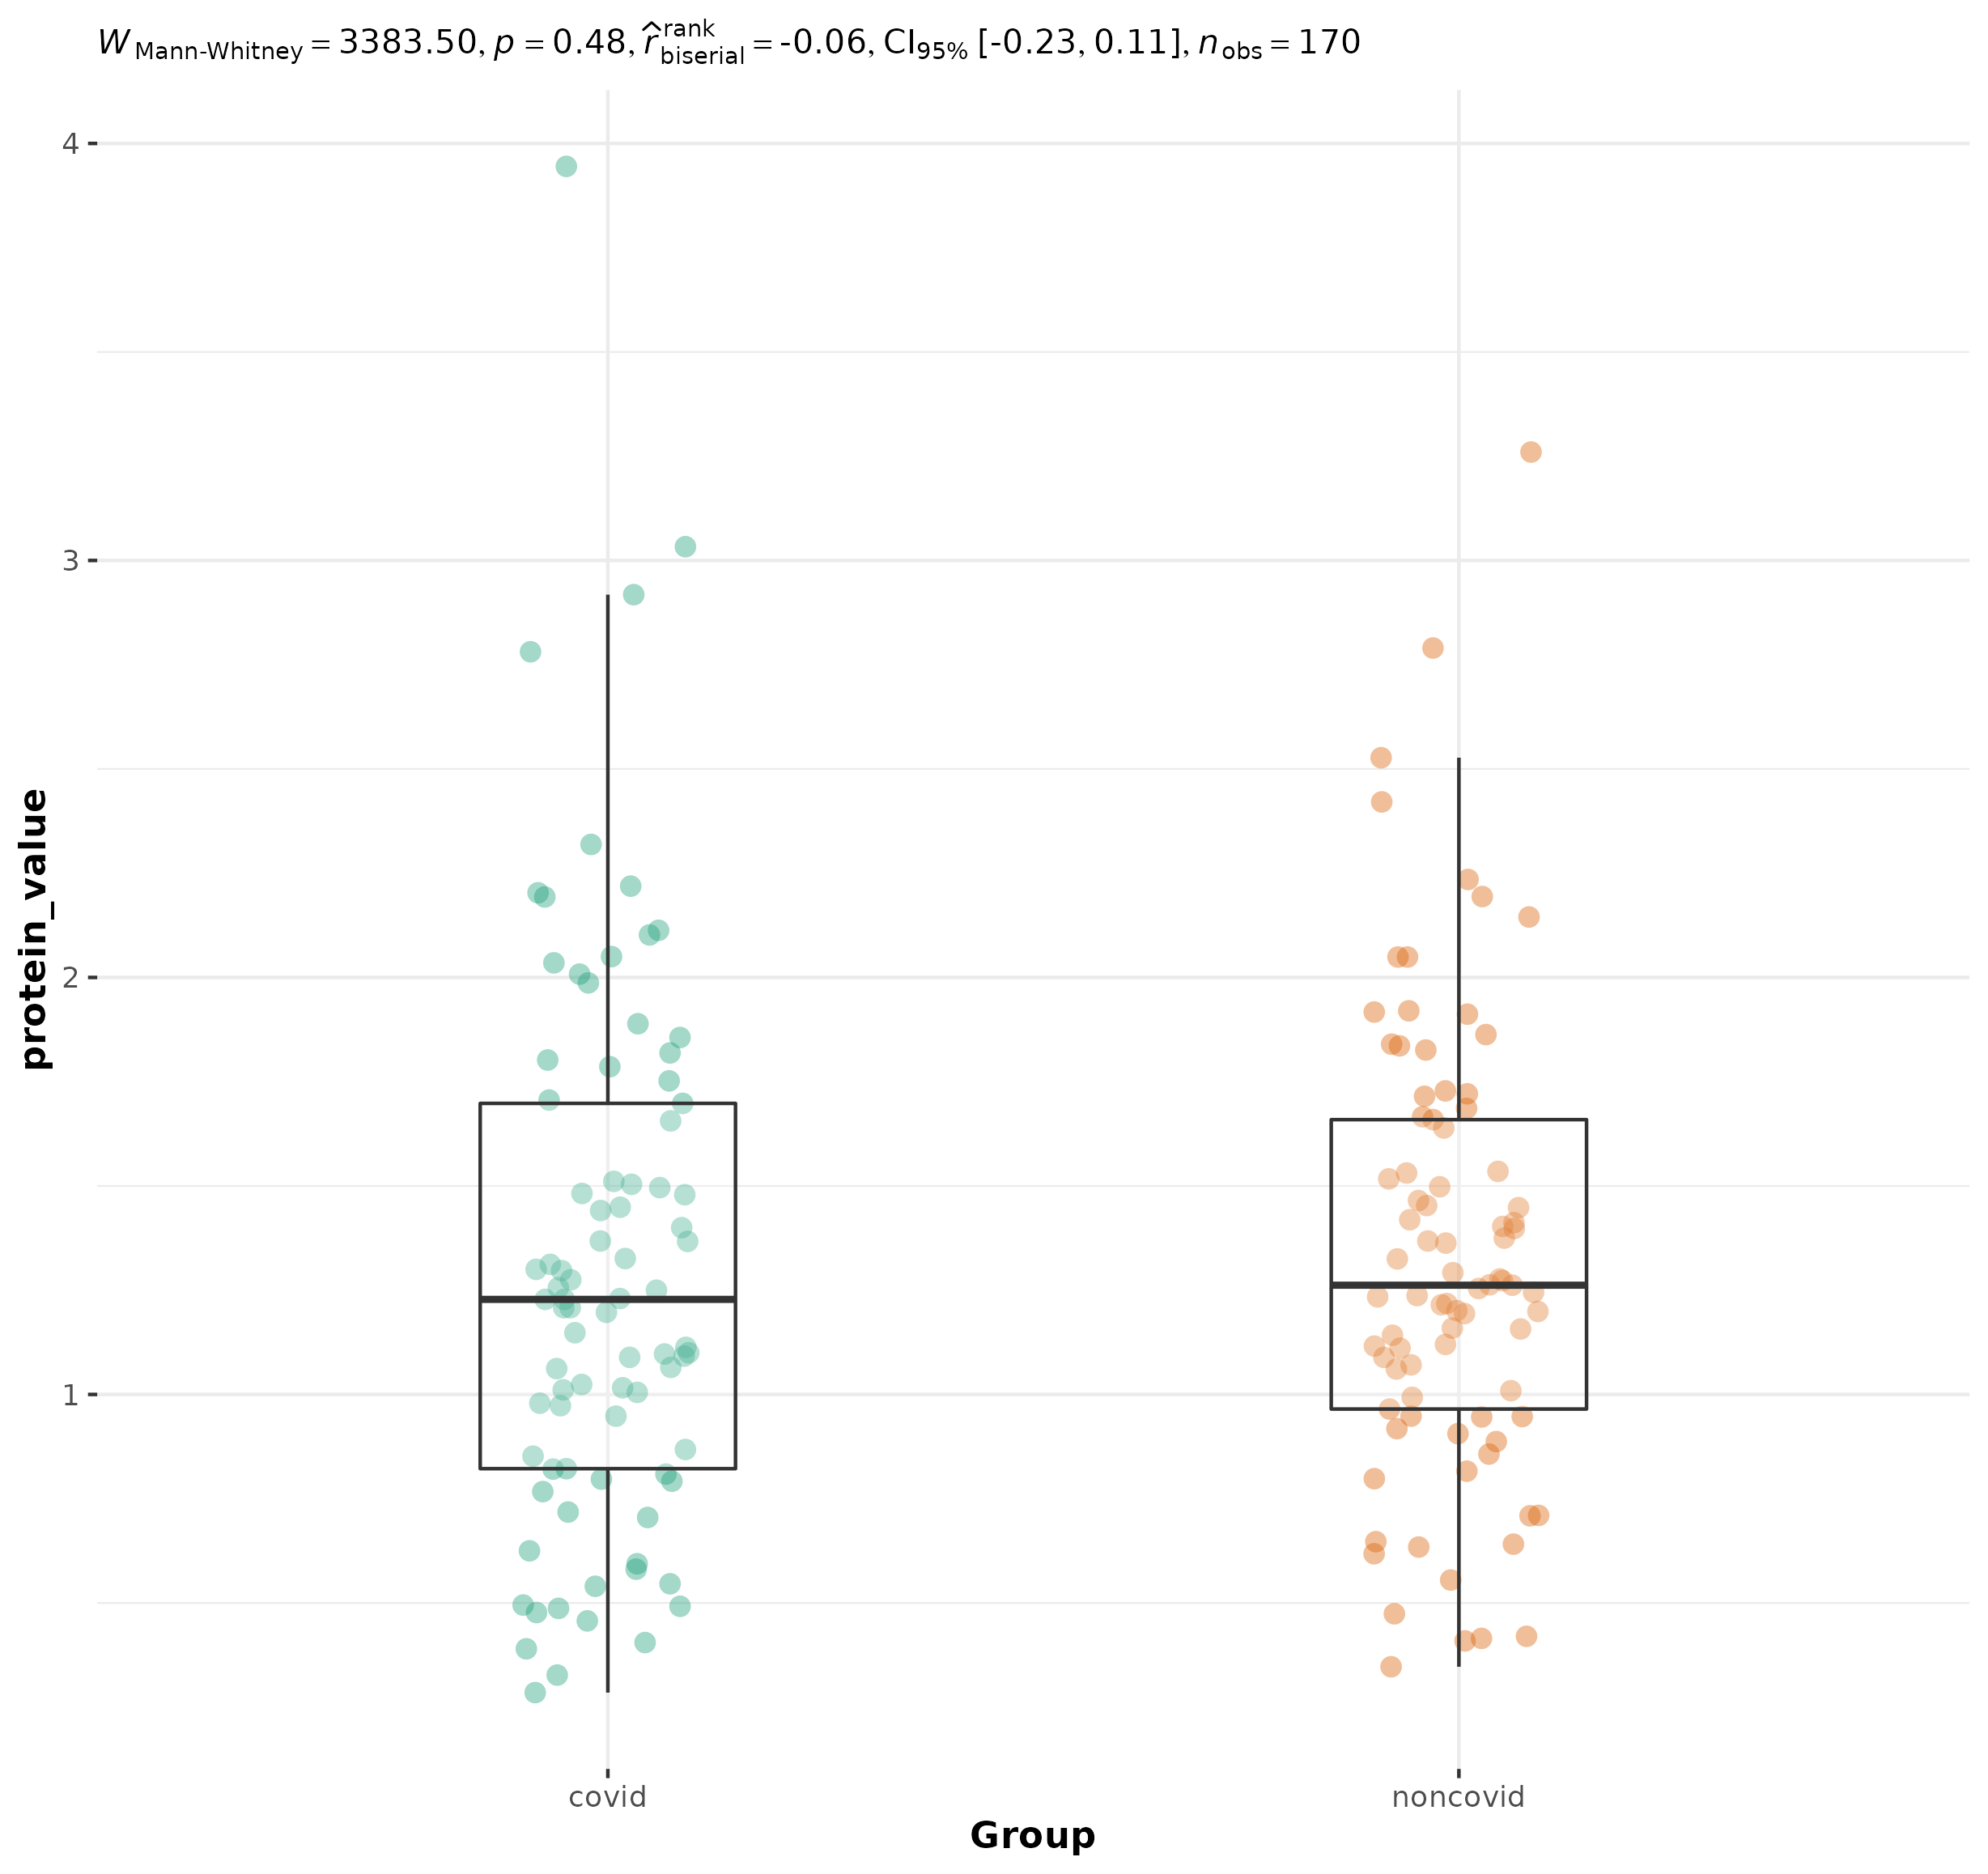 W Mann-Whitney = 3383.50, p = 0.48, r̂ rank biserial = -0.06, CI95% [-0.23, 0.11], nobs = 170
4
3
2
1
protein_value
covid noncovid
Group